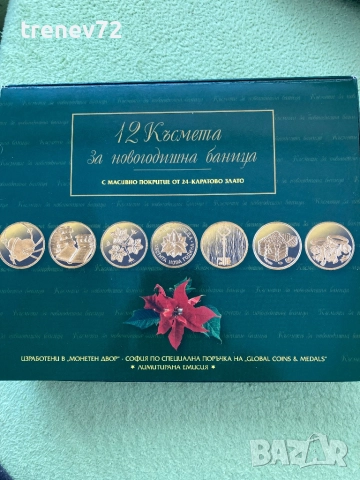 trenev72
12 Късмета
за новогодишна баница
С МАСИВНО ПОКРИТИЕ ОТ 24-КАРАТОВО ЗЛАТО
ИЗРАБОТЕНИ В „МОНЕТЕН ДВОР" - СОФИЯ ПО СПЕЦИАЛНА ПОРЪЧКА НА „GLOBAL COINS & MEDALS"
* ЛИМИТИРАНА ЕМИСИЯ *
BAZAR
.bg